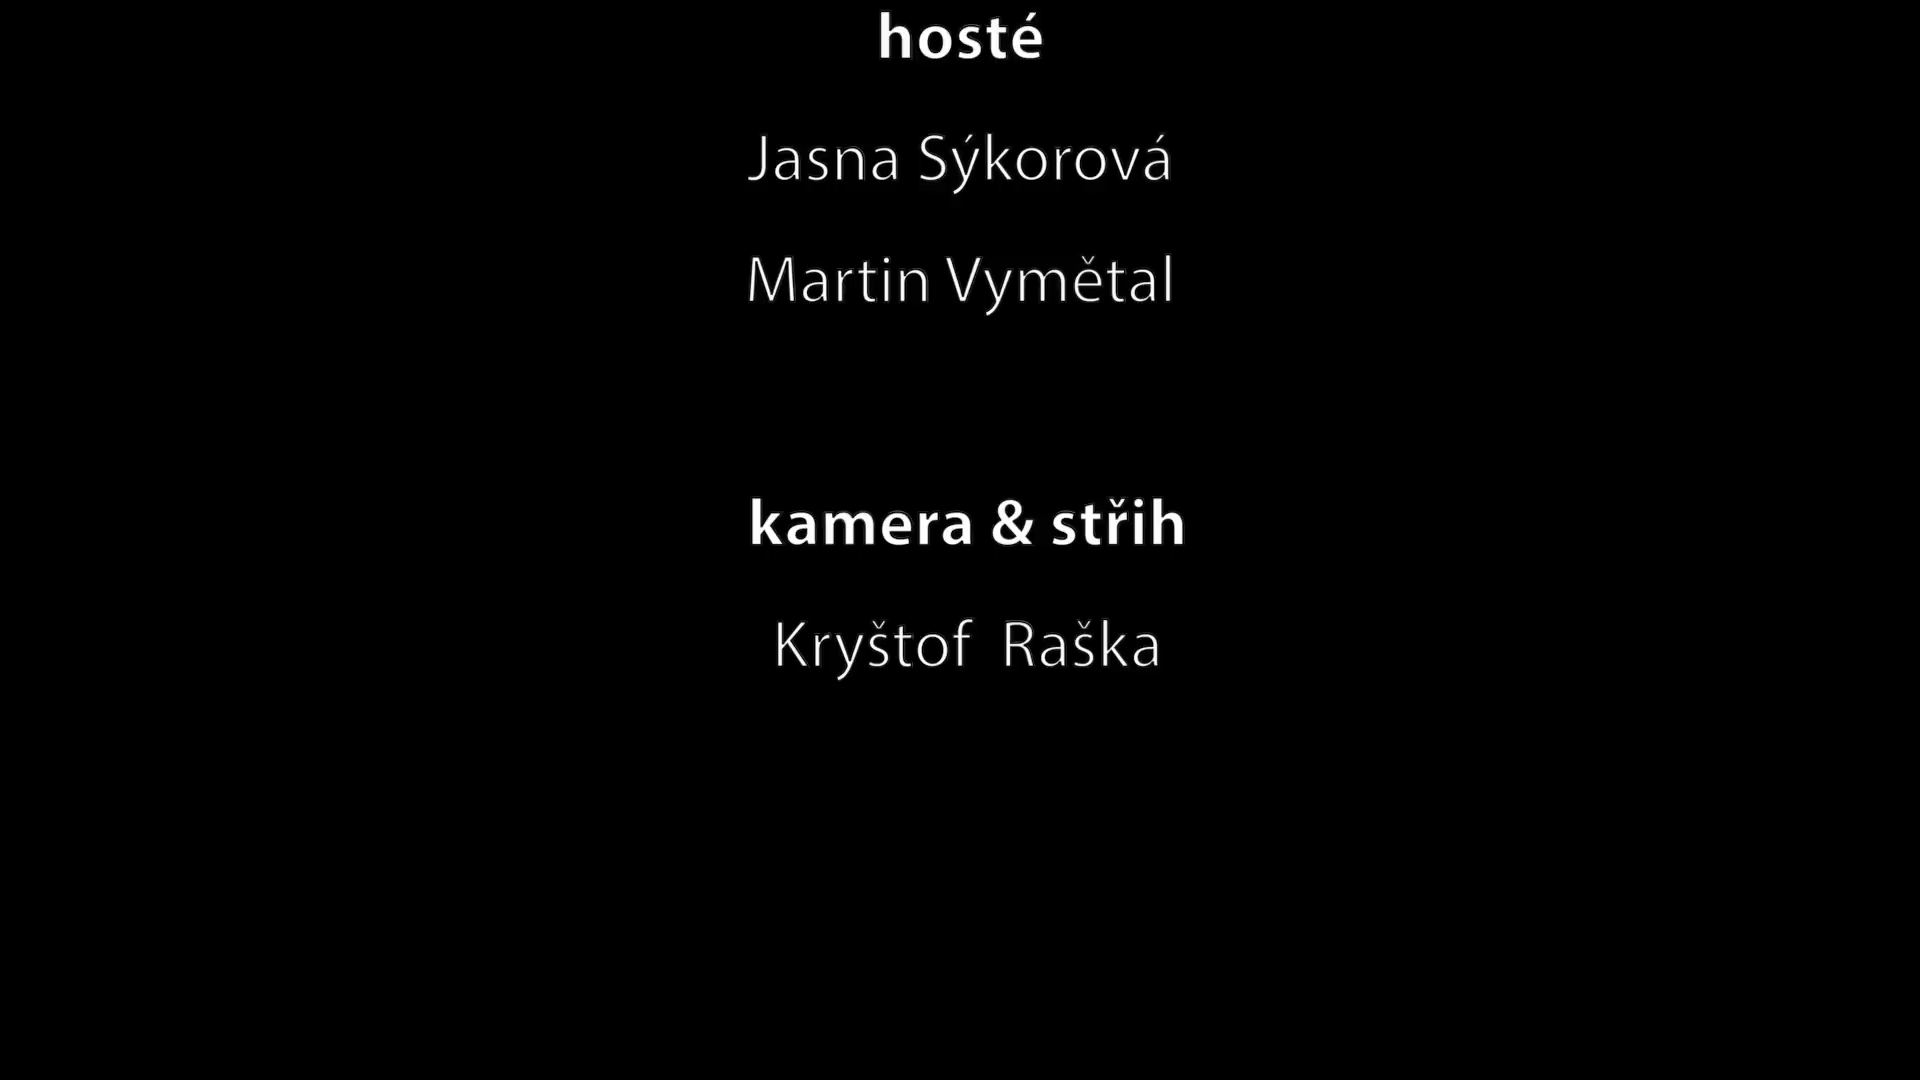 hosté
Jasna Sýkorová
Martin Vymětal
kamera & střih
Kryštof Raška